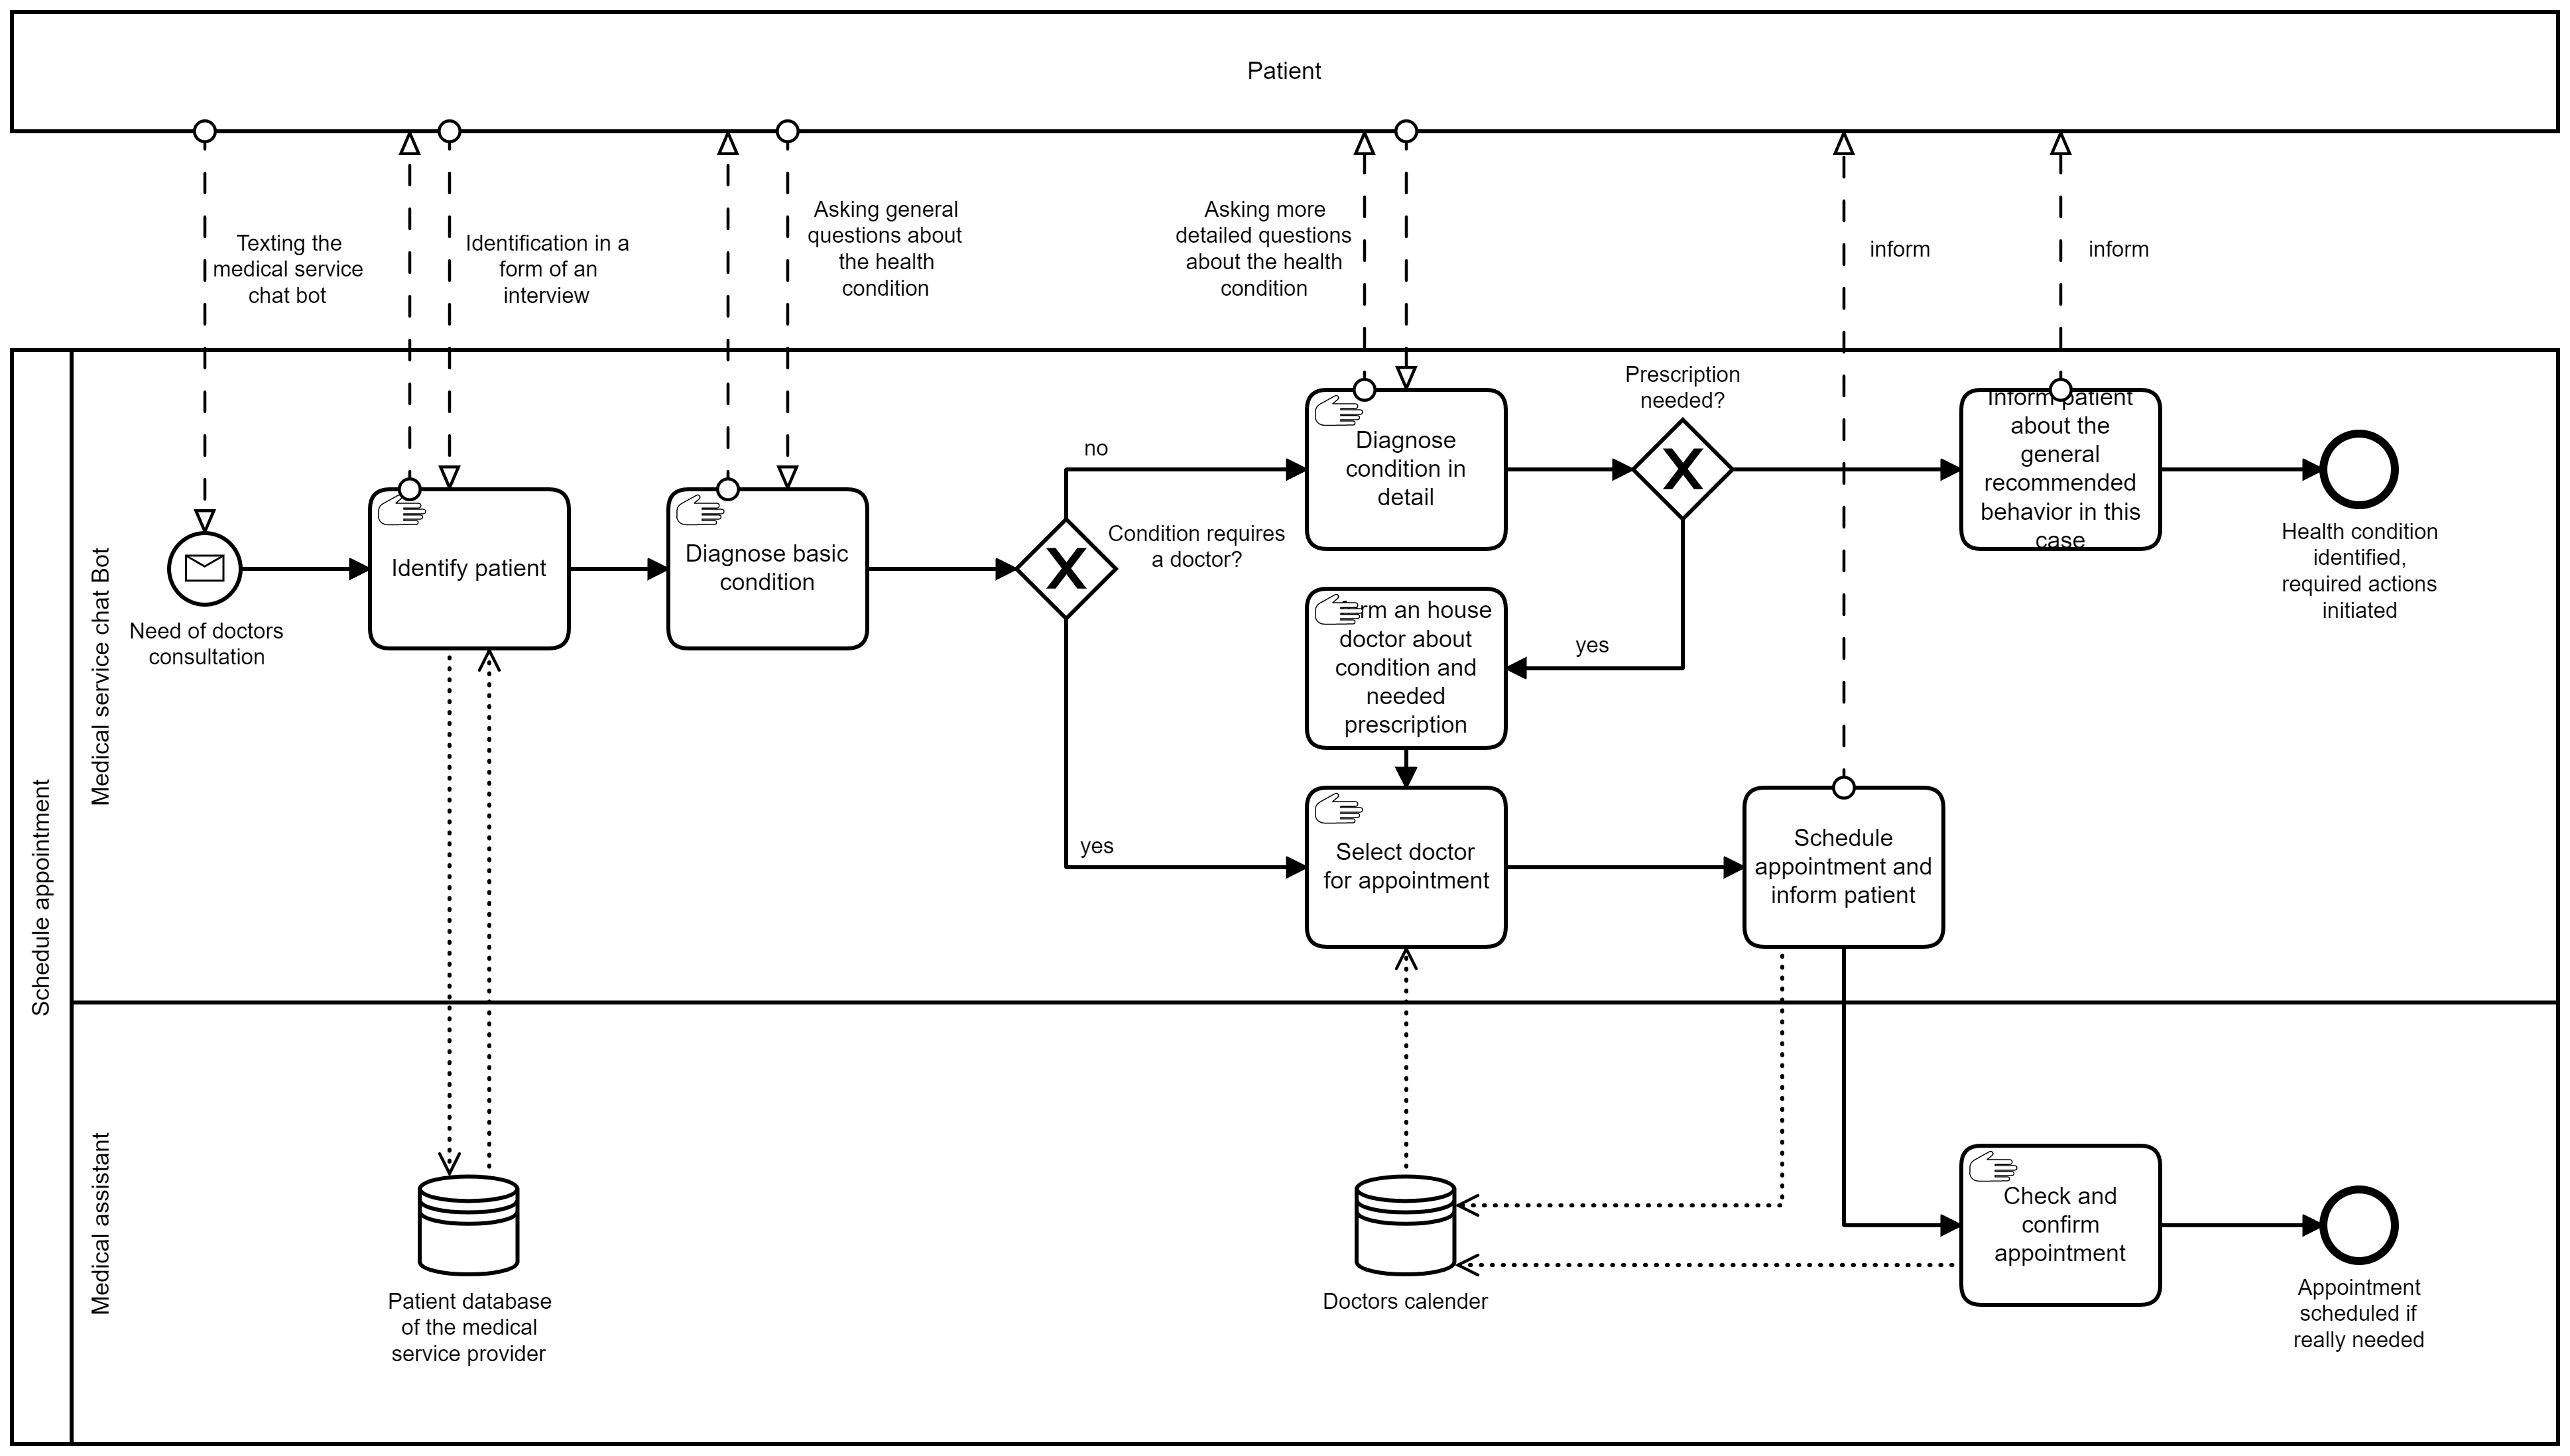 Patient
Texting the
medical service
chat bot
Identification in a
form of an
interview
Asking general
questions about
the health
condition
Asking more
detailed questions
about the health
condition
inform
inform
Schedule appointment
Medical service chat Bot
Need of doctors
consultation
Identify patient
Diagnose basic
condition
Condition requires
a doctor?
no
yes
Diagnose
condition in
detail
Prescription
needed?
yes
rm an house
doctor about
condition and
needed
prescription
Select doctor
for appointment
Schedule
appointment and
inform patient
Inform patient
about the
general
recommended
behavior in this
case
Health condition
identified,
required actions
initiated
Medical assistant
Patient database
of the medical
service provider
Doctors calender
Check and
confirm
appointment
Appointment
scheduled if
really needed